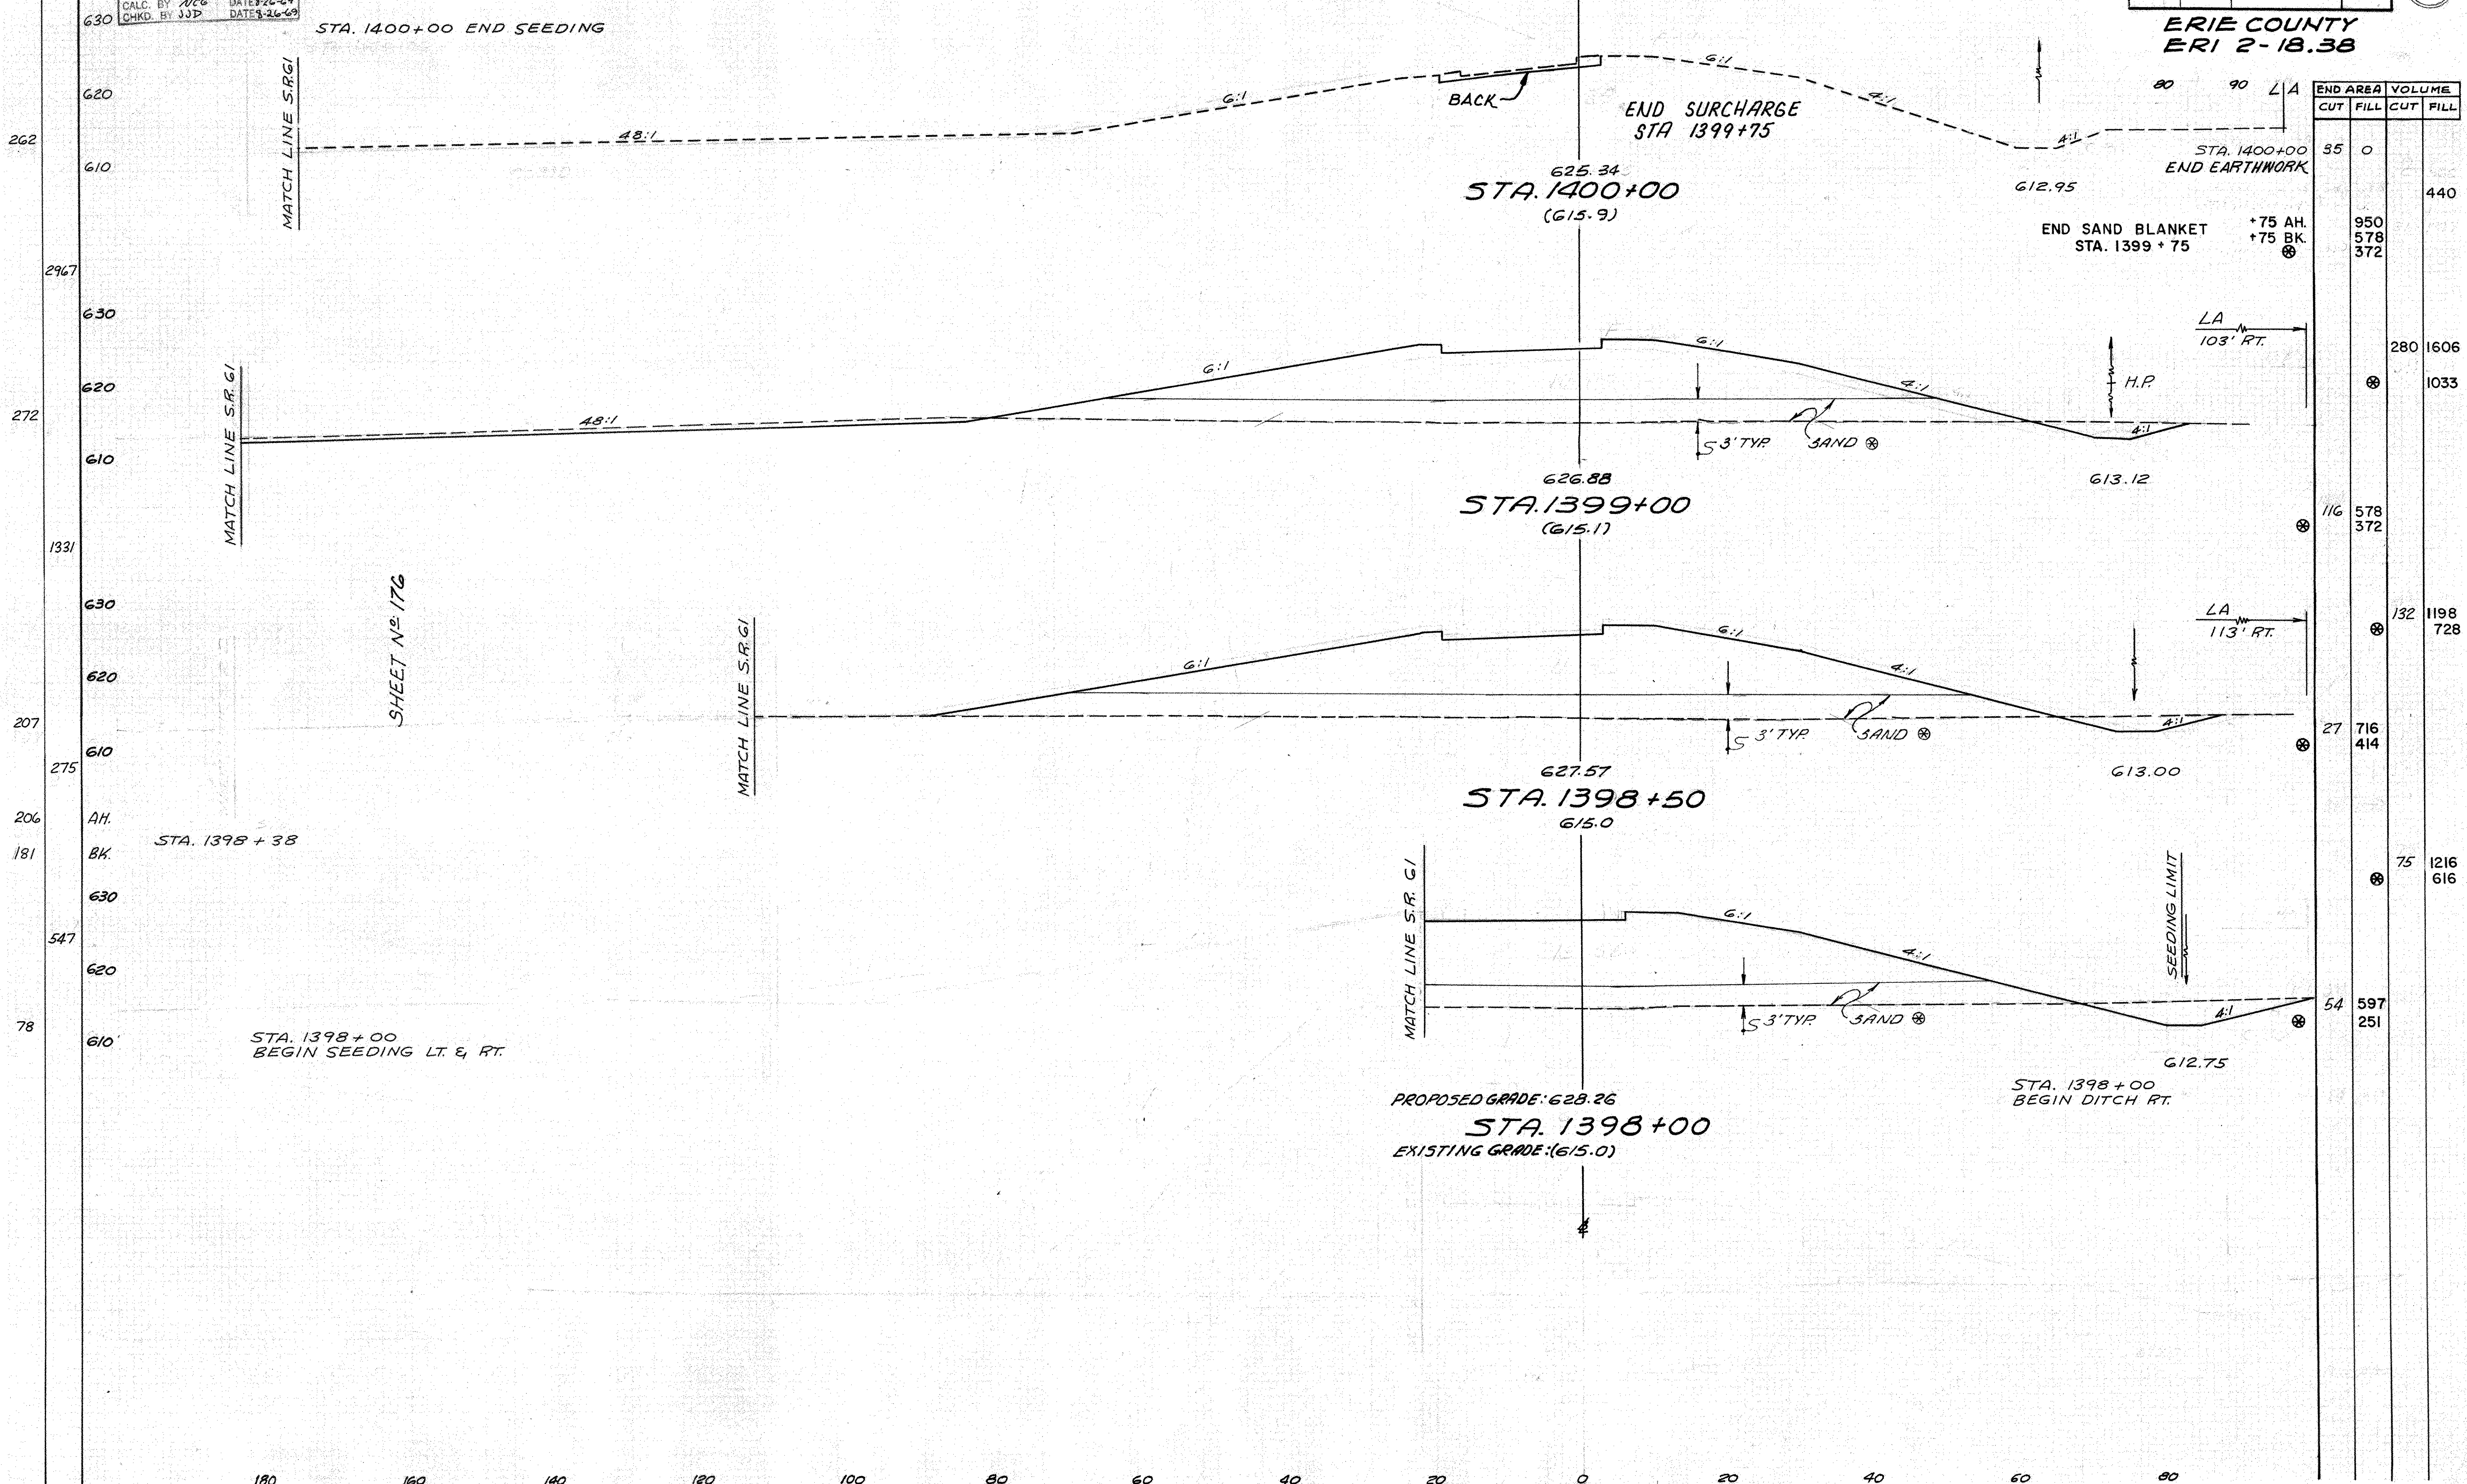 CALC. BY NCG DATE 8-26-69
CHKD. BY JJD DATE 8-26-69
ERIE COUNTY
ERI 2-18.38
STA. 1400+00 END SEEDING
630
620
610
262
MATCH LINE S.R.61
48:1
6:1
BACK
6:1
4:1
4:1
END SURCHARGE
STA 1399+75
80 90 LA
END AREA VOLUME
CUT FILL CUT FILL
STA. 1400+00 35 0
END EARTHWORK
625.34
STA. 1400+00
(615.9)
612.95
440
END SAND BLANKET
STA. 1399 + 75
+75 AH. 950
+75 BK. 578
⊛ 372
2967
630
620
610
272
MATCH LINE S.R. 61
48:1
6:1
6:1
4:1
4:1
LA
103' RT.
H.P.
280 1606
⊛ 1033
3' TYP.
SAND ⊛
626.88
STA. 1399+00
(615.1)
613.12
116 578
⊛ 372
1331
SHEET Nº 176
630
620
610
207
MATCH LINE S.R.61
6:1
6:1
4:1
4:1
LA
113' RT.
132 1198
⊛ 728
3' TYP.
SAND ⊛
27 716
⊛ 414
627.57
STA. 1398+50
615.0
613.00
275
206 AH.
STA. 1398 + 38
181 BK.
75 1216
⊛ 616
630
620
610
547
78
MATCH LINE S.R. 61
6:1
4:1
4:1
SEEDING LIMIT
3' TYP.
SAND ⊛
54 597
⊛ 251
STA. 1398+00
BEGIN SEEDING LT. & RT.
612.75
STA. 1398+00
BEGIN DITCH RT.
PROPOSED GRADE: 628.26
STA. 1398+00
EXISTING GRADE: (615.0)
180 160 140 120 100 80 60 40 20 0 20 40 60 80